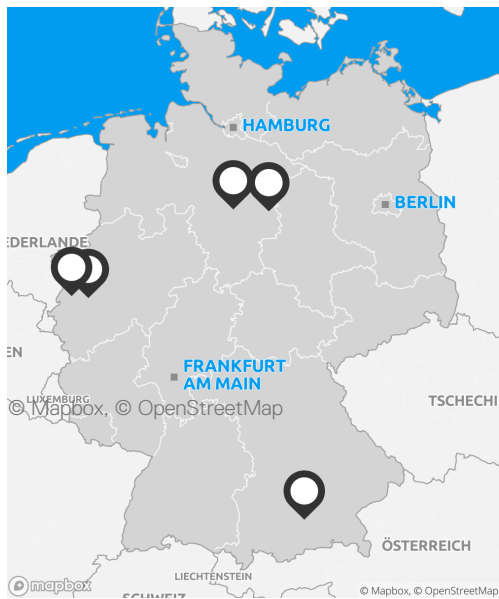 HAMBURG
BERLIN
EDERLANDE
EN
FRANKFURT
AM MAIN
LUXEMBURG
© Mapbox, © OpenStreetMap
TSCHECHI
ÖSTERREICH
LIECHTENSTEIN
SCHWEIZ
mapbox
© Mapbox, © OpenStreetMap